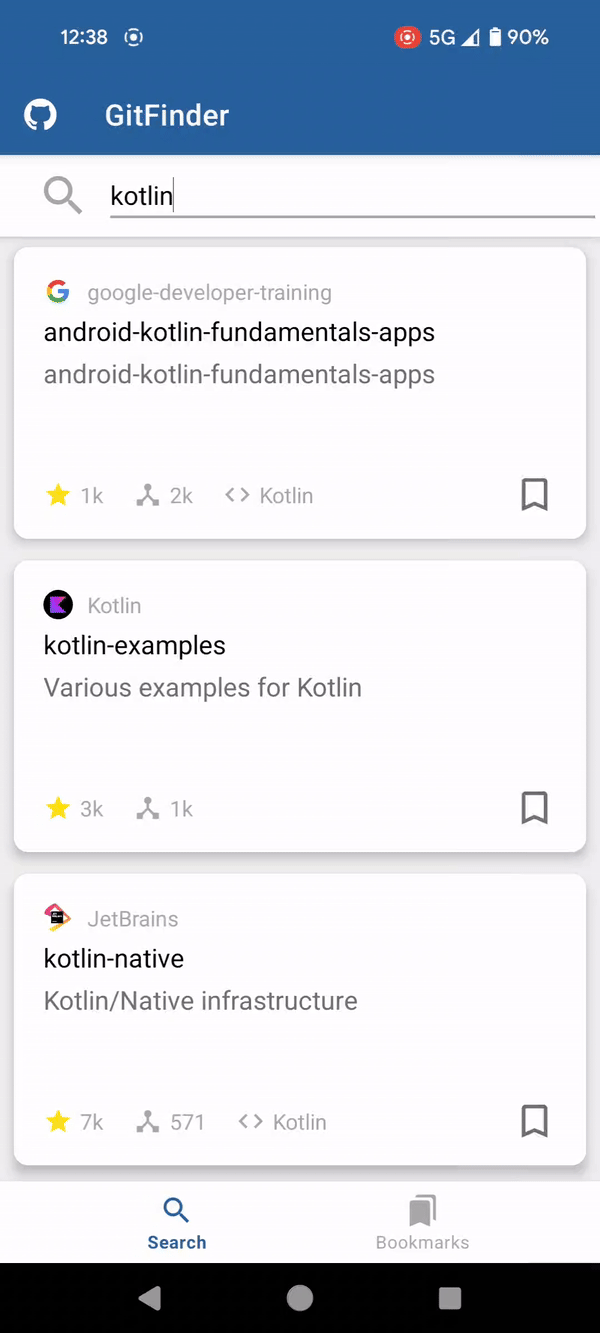 12:38 5G 90%
GitFinder
kotlin
google-developer-training
android-kotlin-fundamentals-apps
android-kotlin-fundamentals-apps
1k 2k <> Kotlin
Kotlin
kotlin-examples
Various examples for Kotlin
3k 1k
JetBrains
kotlin-native
Kotlin/Native infrastructure
7k 571 <> Kotlin
Search Bookmarks